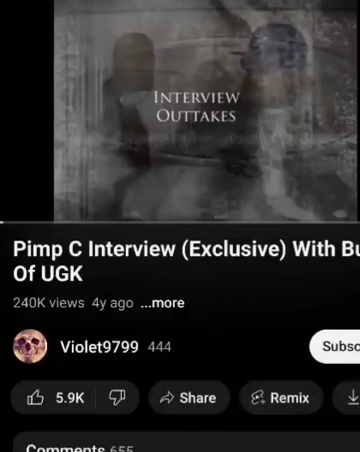 INTERVIEW
OUTTAKES
Pimp C Interview (Exclusive) With Bu
Of UGK
240K views 4y ago ...more
Violet9799 444
Subsc
5.9K Share Remix
Comments 655